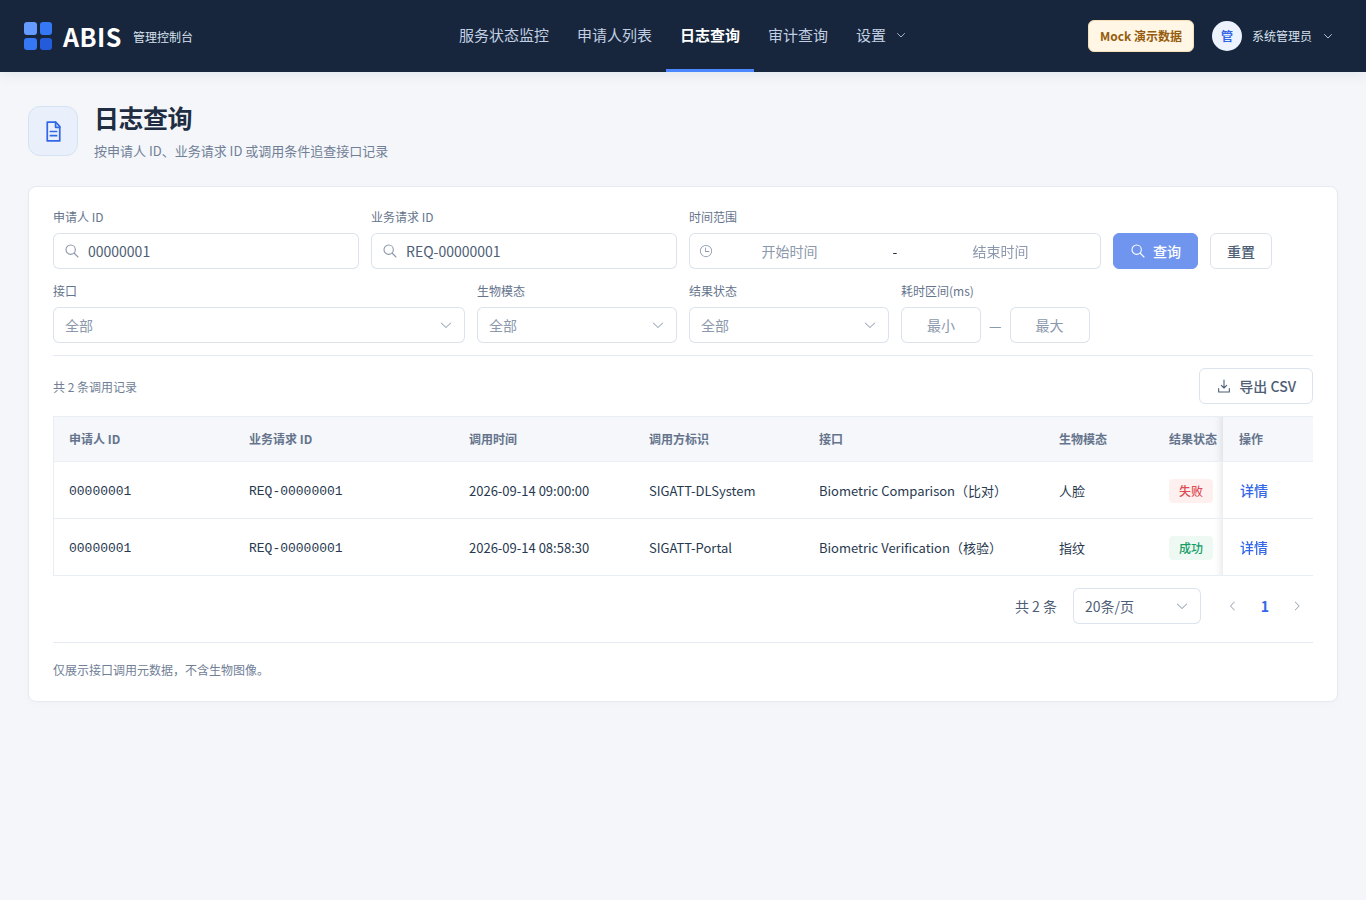 ABIS 管理控制台 服务状态监控 申请人列表 日志查询 审计查询 设置 Mock 演示数据 管 系统管理员
日志查询
按申请人 ID、业务请求 ID 或调用条件追查接口记录
申请人 ID 业务请求 ID 时间范围
00000001 REQ-00000001 开始时间 - 结束时间 查询 重置
接口 生物模态 结果状态 耗时区间(ms)
全部 全部 全部 最小 — 最大
共 2 条调用记录 导出 CSV
申请人 ID 业务请求 ID 调用时间 调用方标识 接口 生物模态 结果状态 操作
00000001 REQ-00000001 2026-09-14 09:00:00 SIGATT-DLSystem Biometric Comparison（比对） 人脸 失败 详情
00000001 REQ-00000001 2026-09-14 08:58:30 SIGATT-Portal Biometric Verification（核验） 指纹 成功 详情
共 2 条 20条/页 1
仅展示接口调用元数据，不含生物图像。